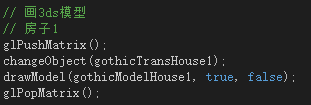 // 画3ds模型
// 房子1
glPushMatrix();
changeObject(gothicTransHouse1);
drawModel(gothicModelHouse1, true, false);
glPopMatrix();